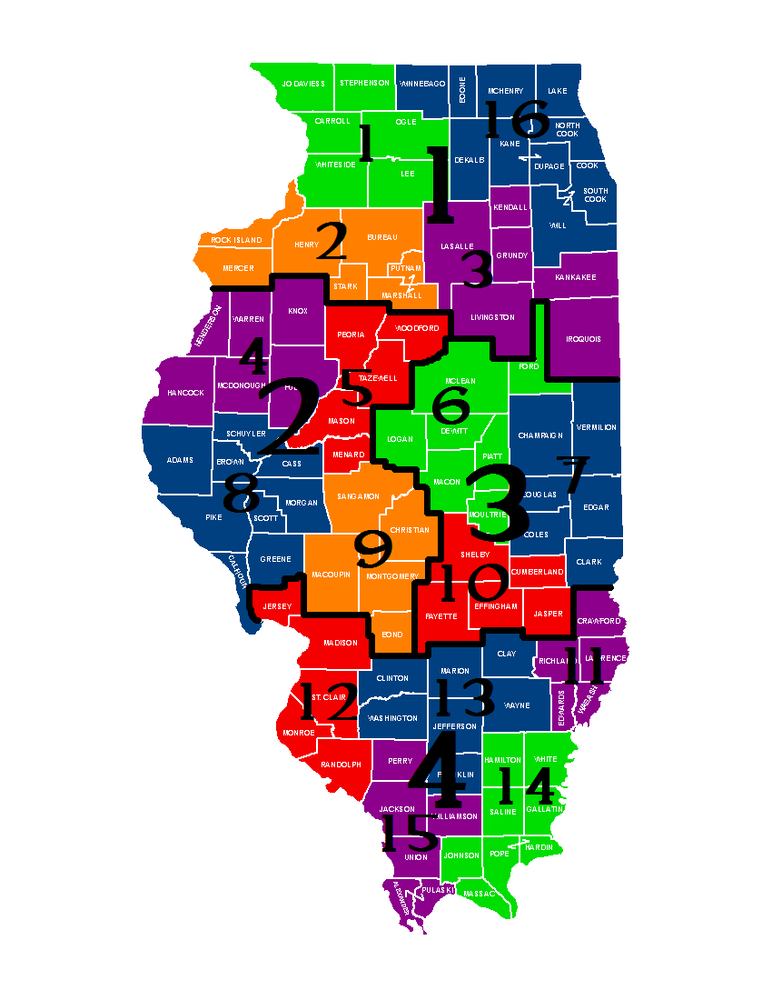 JO DAVIESS
STEPHENSON
WINNEBAGO
MCHENRY
LAKE
16
CARROLL
OGLE
NORTH
COOK
1
KANE
1
WHITESIDE
LEE
DEKALB
DUPAGE
COOK
SOUTH
COOK
KENDALL
WILL
ROCK ISLAND
HENRY
2
BUREAU
LASALLE
GRUNDY
3
MERCER
PUTNAM
KANKAKEE
STARK
MARSHALL
HENDERSON
WARREN
KNOX
LIVINGSTON
PEORIA
WOODFORD
IROQUOIS
4
FORD
HANCOCK
MCDONOUGH
5
TAZEWELL
MCLEAN
6
2
MASON
LOGAN
DEWITT
CHAMPAIGN
VERMILION
SCHUYLER
ADAMS
BROWN
CASS
MENARD
PIATT
7
8
MORGAN
SANGAMON
MACON
3
DOUGLAS
EDGAR
PIKE
SCOTT
CHRISTIAN
MOULTRIE
COLES
GREENE
CALHOUN
9
SHELBY
CLARK
MACOUPIN
MONTGOMERY
10
CUMBERLAND
JERSEY
FAYETTE
EFFINGHAM
JASPER
CRAWFORD
MADISON
BOND
CLAY
RICHLAND
11
LAWRENCE
CLINTON
MARION
ST. CLAIR
12
13
WAYNE
EDWARDS
WABASH
WASHINGTON
JEFFERSON
MONROE
RANDOLPH
PERRY
4
HAMILTON
WHITE
FRANKLIN
14
JACKSON
WILLIAMSON
SALINE
GALLATIN
15
UNION
JOHNSON
POPE
HARDIN
ALEXANDER
PULASKI
MASSAC